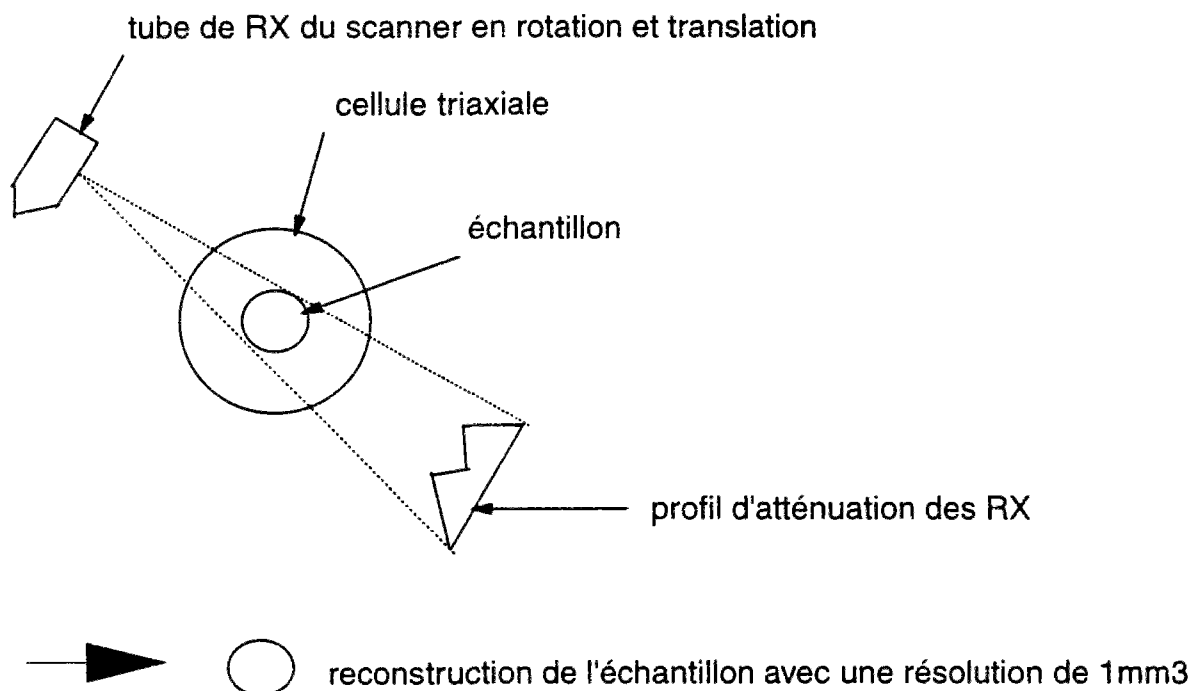 tube de RX du scanner en rotation et translation
cellule triaxiale
échantillon
profil d'atténuation des RX
reconstruction de l'échantillon avec une résolution de 1mm3